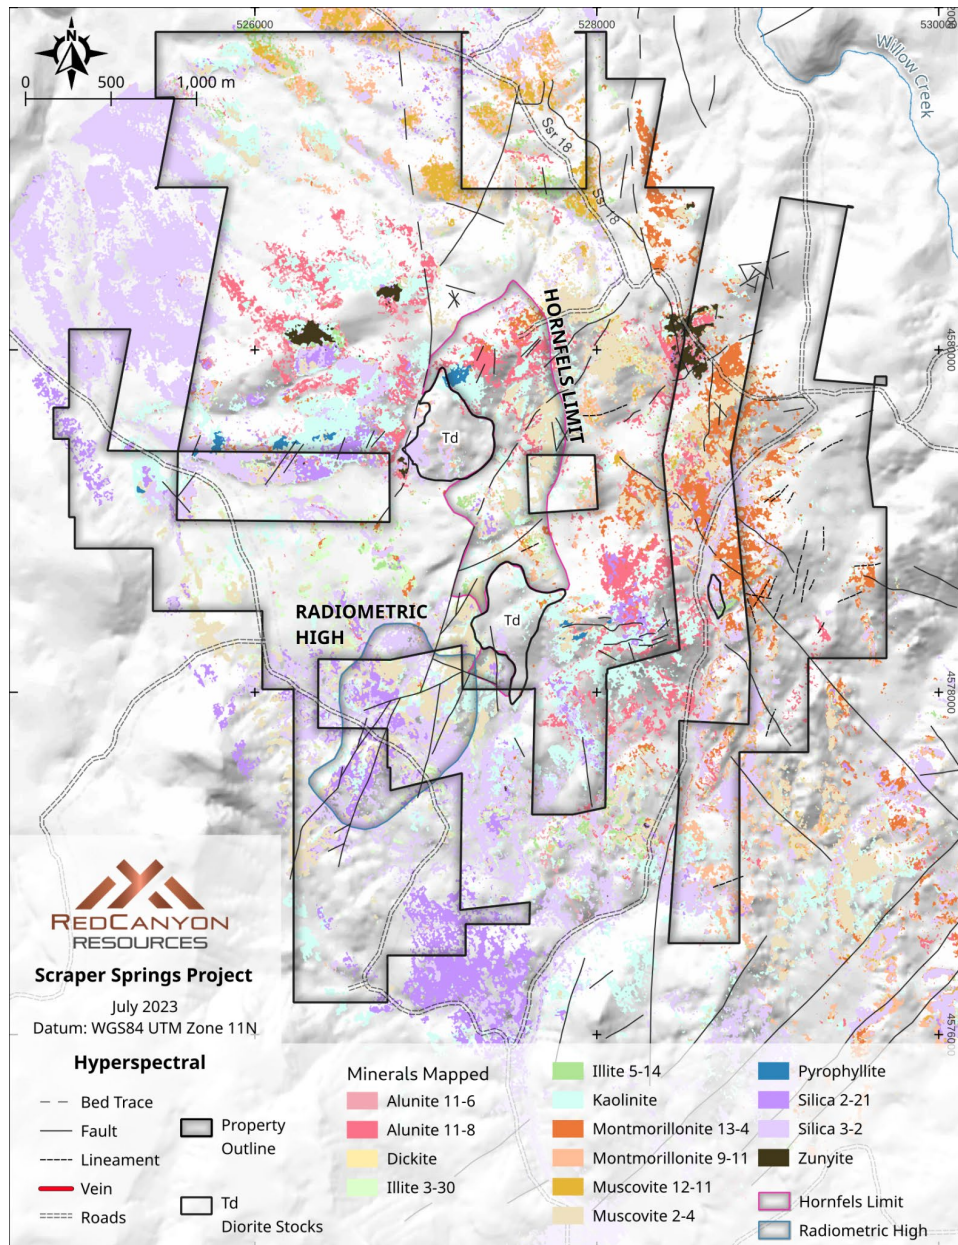 526000
528000
530000
N
0 500 1,000 m
Willow Creek
Ssr 18
Ssr 18
HORNFELS LIMIT
4580000
Td
RADIOMETRIC
HIGH
Td
4578000
REDCANYON
RESOURCES
Scraper Springs Project
July 2023
Datum: WGS84 UTM Zone 11N
4576000
Hyperspectral
Bed Trace
Fault
Lineament
Vein
Roads
Property
Outline
Td
Diorite Stocks
Minerals Mapped
Alunite 11-6
Alunite 11-8
Dickite
Illite 3-30
Illite 5-14
Kaolinite
Montmorillonite 13-4
Montmorillonite 9-11
Muscovite 12-11
Muscovite 2-4
Pyrophyllite
Silica 2-21
Silica 3-2
Zunyite
Hornfels Limit
Radiometric High